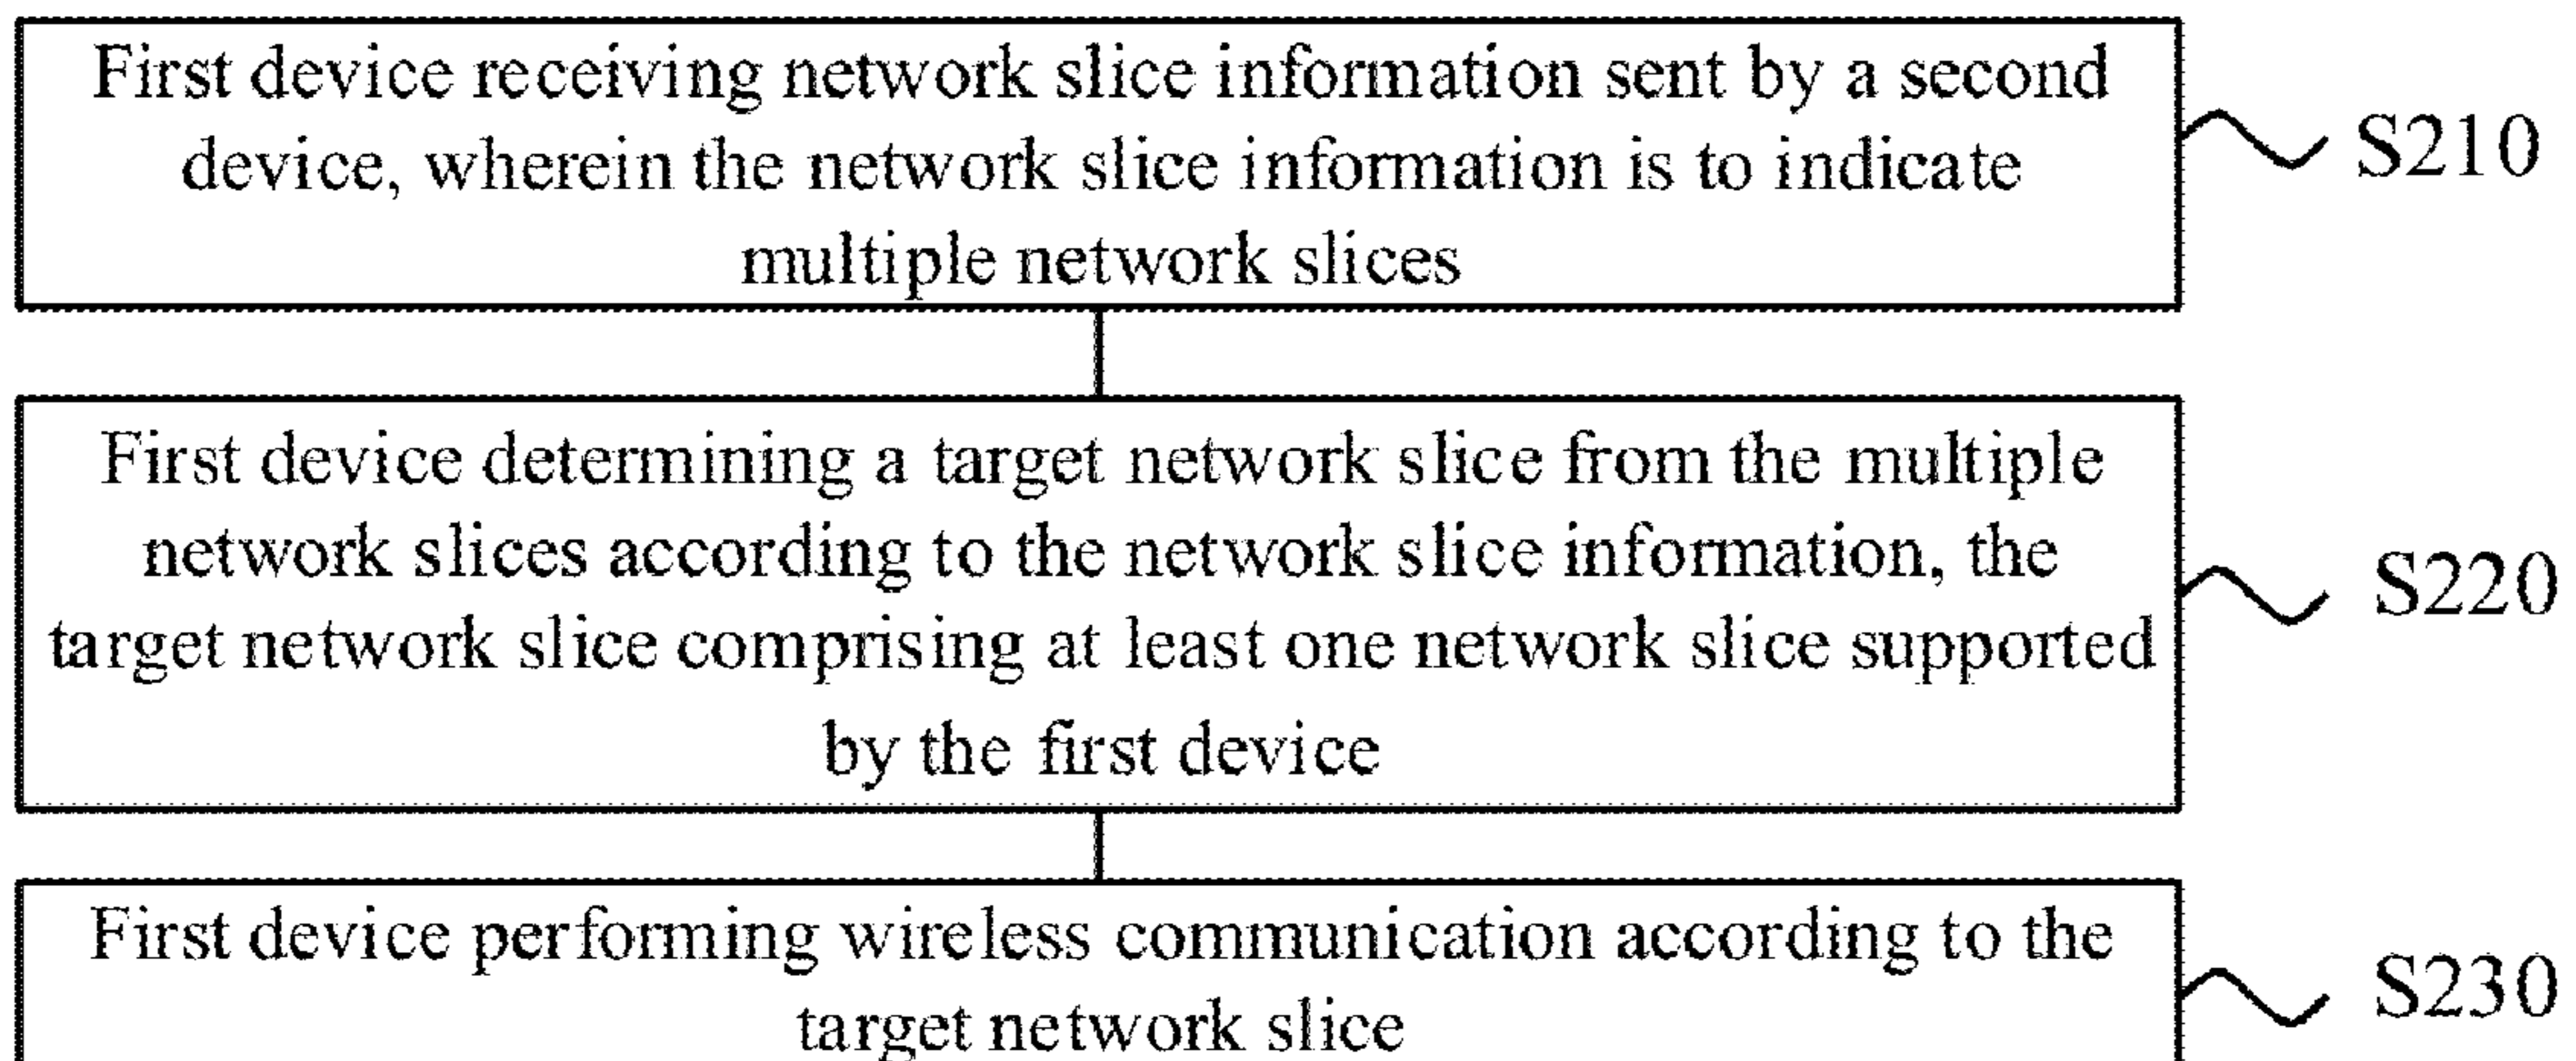 First device receiving network slice information sent by a second
device, wherein the network slice information is to indicate
multiple network slices
S210
First device determining a target network slice from the multiple
network slices according to the network slice information, the
target network slice comprising at least one network slice supported
by the first device
S220
First device performing wireless communication according to the
target network slice
S230